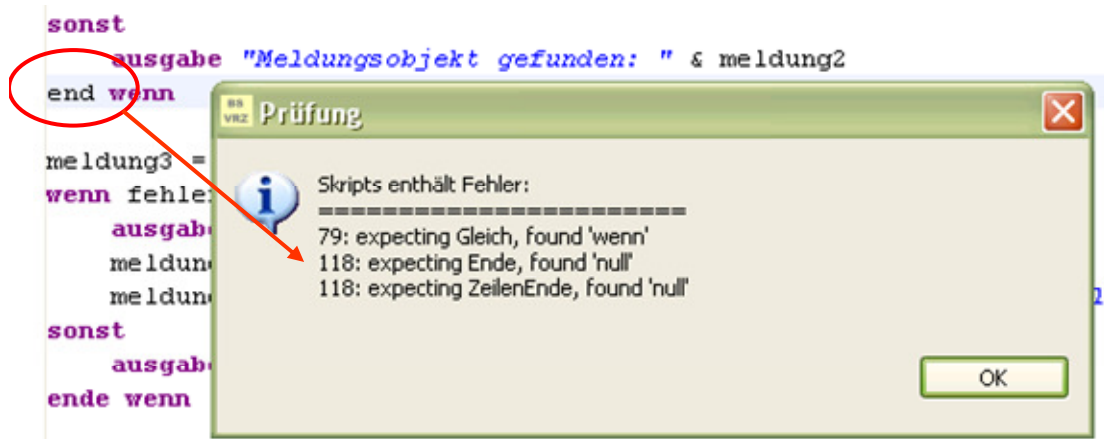 sonst
ausgabe "Meldungsobjekt gefunden: " & meldung2
end wenn
BS
VRZ
Prüfung
meldung3 =
wenn fehler
ausgab
meldun
meldun
sonst
ausgab
ende wenn
Skripts enthält Fehler:
========================
79: expecting Gleich, found 'wenn'
118: expecting Ende, found 'null'
118: expecting ZeilenEnde, found 'null'
OK